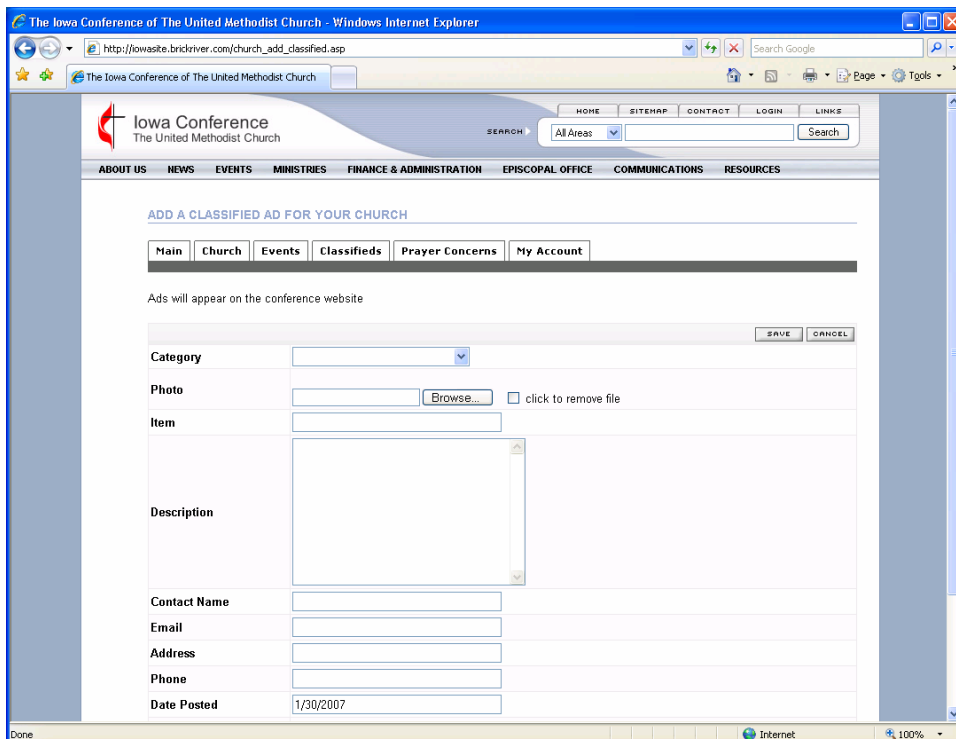 The Iowa Conference of The United Methodist Church - Windows Internet Explorer
http://iowasite.brickriver.com/church_add_classified.asp
Search Google
The Iowa Conference of The United Methodist Church
Page
Tools
HOME SITEMAP CONTACT LOGIN LINKS
Iowa Conference
The United Methodist Church
SEARCH All Areas Search
ABOUT US NEWS EVENTS MINISTRIES FINANCE & ADMINISTRATION EPISCOPAL OFFICE COMMUNICATIONS RESOURCES
ADD A CLASSIFIED AD FOR YOUR CHURCH
Main Church Events Classifieds Prayer Concerns My Account
Ads will appear on the conference website
SAVE CANCEL
Category
Photo
Browse... click to remove file
Item
Description
Contact Name
Email
Address
Phone
Date Posted 1/30/2007
Done Internet 100%